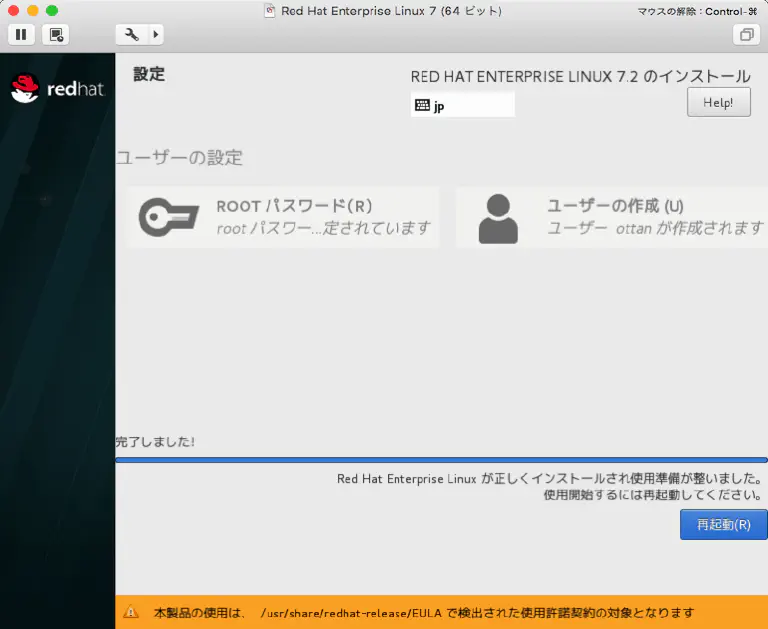 Red Hat Enterprise Linux 7 (64 ビット)
マウスの解除：Control-⌘
redhat.
設定
RED HAT ENTERPRISE LINUX 7.2 のインストール
jp
Help!
ユーザーの設定
ROOT パスワード(R)
root パスワー...定されています
ユーザーの作成 (U)
ユーザー ottan が作成されます
完了しました!
Red Hat Enterprise Linux が正しくインストールされ使用準備が整いました。
使用開始するには再起動してください。
再起動(R)
本製品の使用は、 /usr/share/redhat-release/EULA で検出された使用許諾契約の対象となります